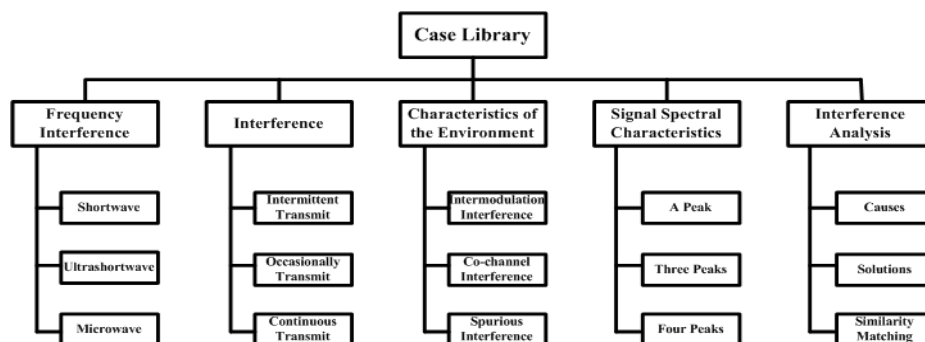 Case Library
Frequency
Interference
Interference
Characteristics of
the Environment
Signal Spectral
Characteristics
Interference
Analysis
Shortwave
Ultrashortwave
Microwave
Intermittent
Transmit
Occasionally
Transmit
Continuous
Transmit
Intermodulation
Interference
Co-channel
Interference
Spurious
Interference
A Peak
Three Peaks
Four Peaks
Causes
Solutions
Similarity
Matching